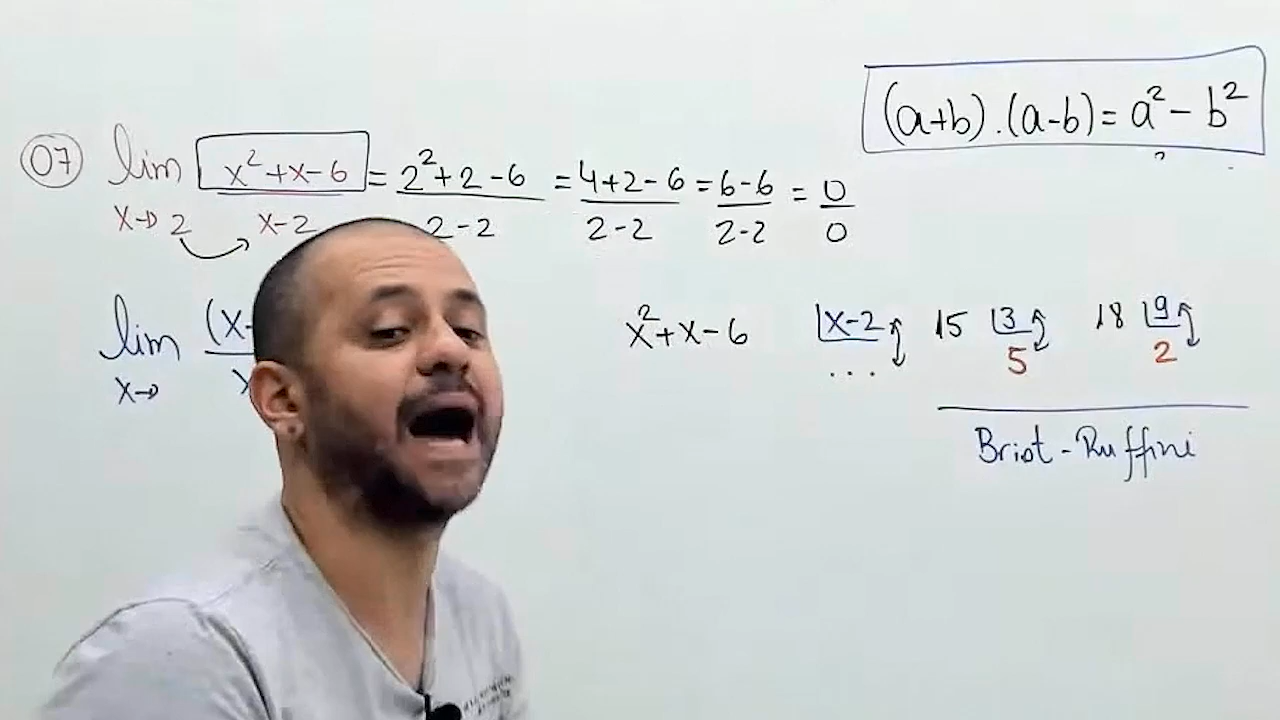 (a+b).(a-b)=a²-b²
07 lim x²+x-6 = 2²+2-6 = 4+2-6 = 6-6 = 0
x→2 x-2 2-2 2-2 2-2 0
lim (x-
x→ x
x²+x-6 x-2 15 3 18 9
... 5 2
Briot-Ruffini